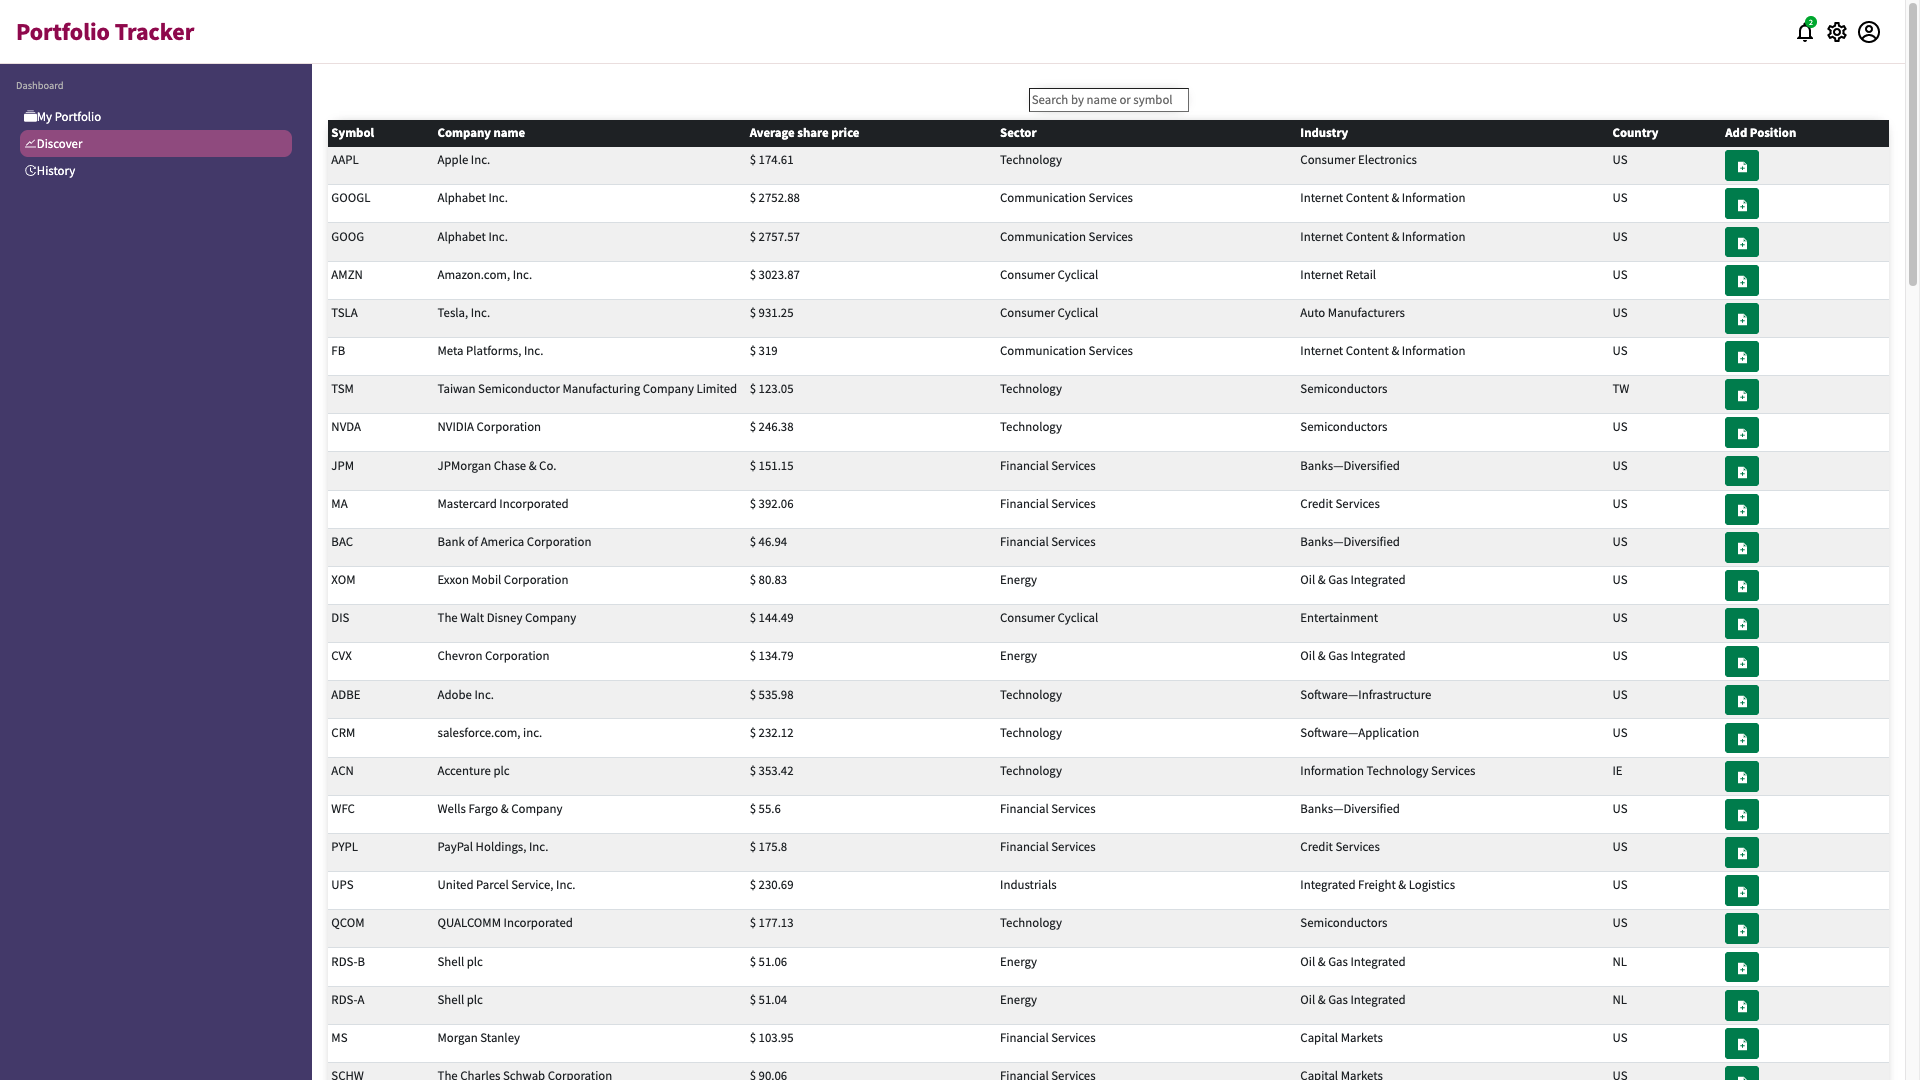 Portfolio Tracker
2
Dashboard
My Portfolio
Discover
History
Search by name or symbol
Symbol Company name Average share price Sector Industry Country Add Position
AAPL Apple Inc. $ 174.61 Technology Consumer Electronics US
GOOGL Alphabet Inc. $ 2752.88 Communication Services Internet Content & Information US
GOOG Alphabet Inc. $ 2757.57 Communication Services Internet Content & Information US
AMZN Amazon.com, Inc. $ 3023.87 Consumer Cyclical Internet Retail US
TSLA Tesla, Inc. $ 931.25 Consumer Cyclical Auto Manufacturers US
FB Meta Platforms, Inc. $ 319 Communication Services Internet Content & Information US
TSM Taiwan Semiconductor Manufacturing Company Limited $ 123.05 Technology Semiconductors TW
NVDA NVIDIA Corporation $ 246.38 Technology Semiconductors US
JPM JPMorgan Chase & Co. $ 151.15 Financial Services Banks—Diversified US
MA Mastercard Incorporated $ 392.06 Financial Services Credit Services US
BAC Bank of America Corporation $ 46.94 Financial Services Banks—Diversified US
XOM Exxon Mobil Corporation $ 80.83 Energy Oil & Gas Integrated US
DIS The Walt Disney Company $ 144.49 Consumer Cyclical Entertainment US
CVX Chevron Corporation $ 134.79 Energy Oil & Gas Integrated US
ADBE Adobe Inc. $ 535.98 Technology Software—Infrastructure US
CRM salesforce.com, inc. $ 232.12 Technology Software—Application US
ACN Accenture plc $ 353.42 Technology Information Technology Services IE
WFC Wells Fargo & Company $ 55.6 Financial Services Banks—Diversified US
PYPL PayPal Holdings, Inc. $ 175.8 Financial Services Credit Services US
UPS United Parcel Service, Inc. $ 230.69 Industrials Integrated Freight & Logistics US
QCOM QUALCOMM Incorporated $ 177.13 Technology Semiconductors US
RDS-B Shell plc $ 51.06 Energy Oil & Gas Integrated NL
RDS-A Shell plc $ 51.04 Energy Oil & Gas Integrated NL
MS Morgan Stanley $ 103.95 Financial Services Capital Markets US
SCHW The Charles Schwab Corporation $ 90.06 Financial Services Capital Markets US